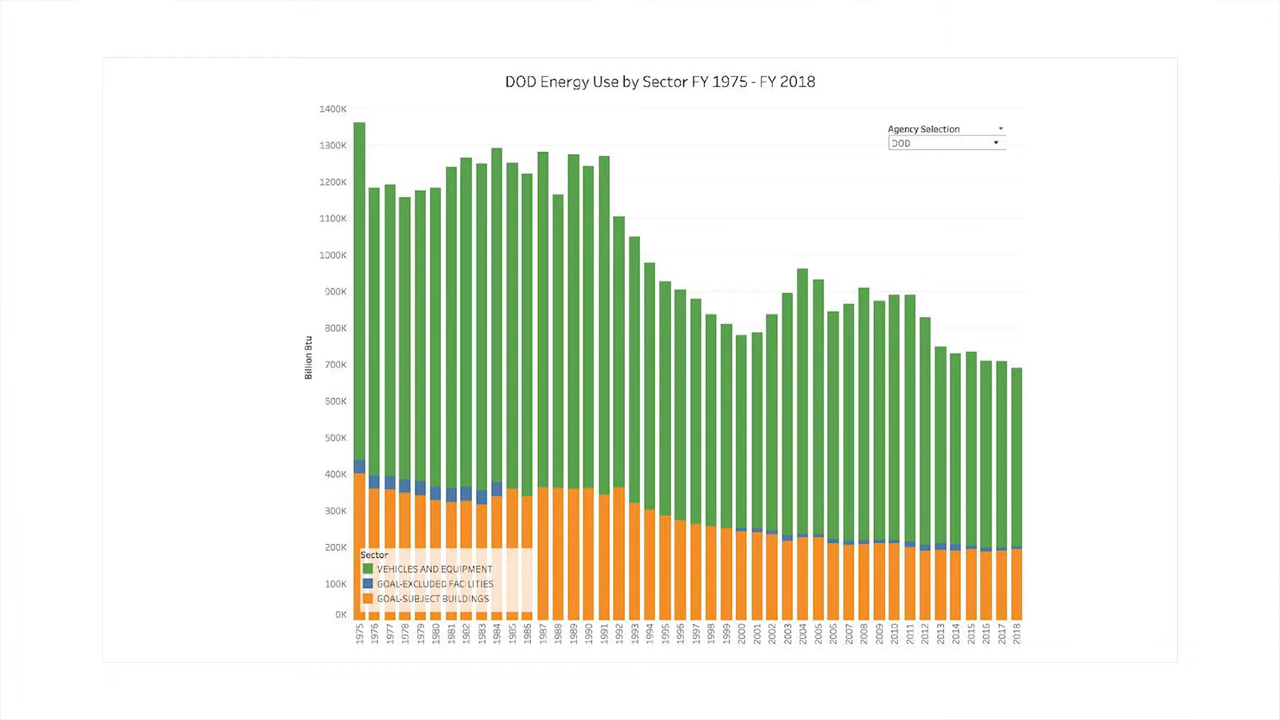 DOD Energy Use by Sector FY 1975 - FY 2018
Agency Selection
DOD
1400K
1300K
1200K
1100K
1000K
900K
800K
700K
600K
500K
400K
300K
200K
100K
0K
Billion Btu
Sector
VEHICLES AND EQUIPMENT
GOAL-EXCLUDED FACILITIES
GOAL-SUBJECT BUILDINGS
1975
1976
1977
1978
1979
1980
1981
1982
1983
1984
1985
1986
1987
1988
1989
1990
1991
1992
1993
1994
1995
1996
1997
1998
1999
2000
2001
2002
2003
2004
2005
2006
2007
2008
2009
2010
2011
2012
2013
2014
2015
2016
2017
2018